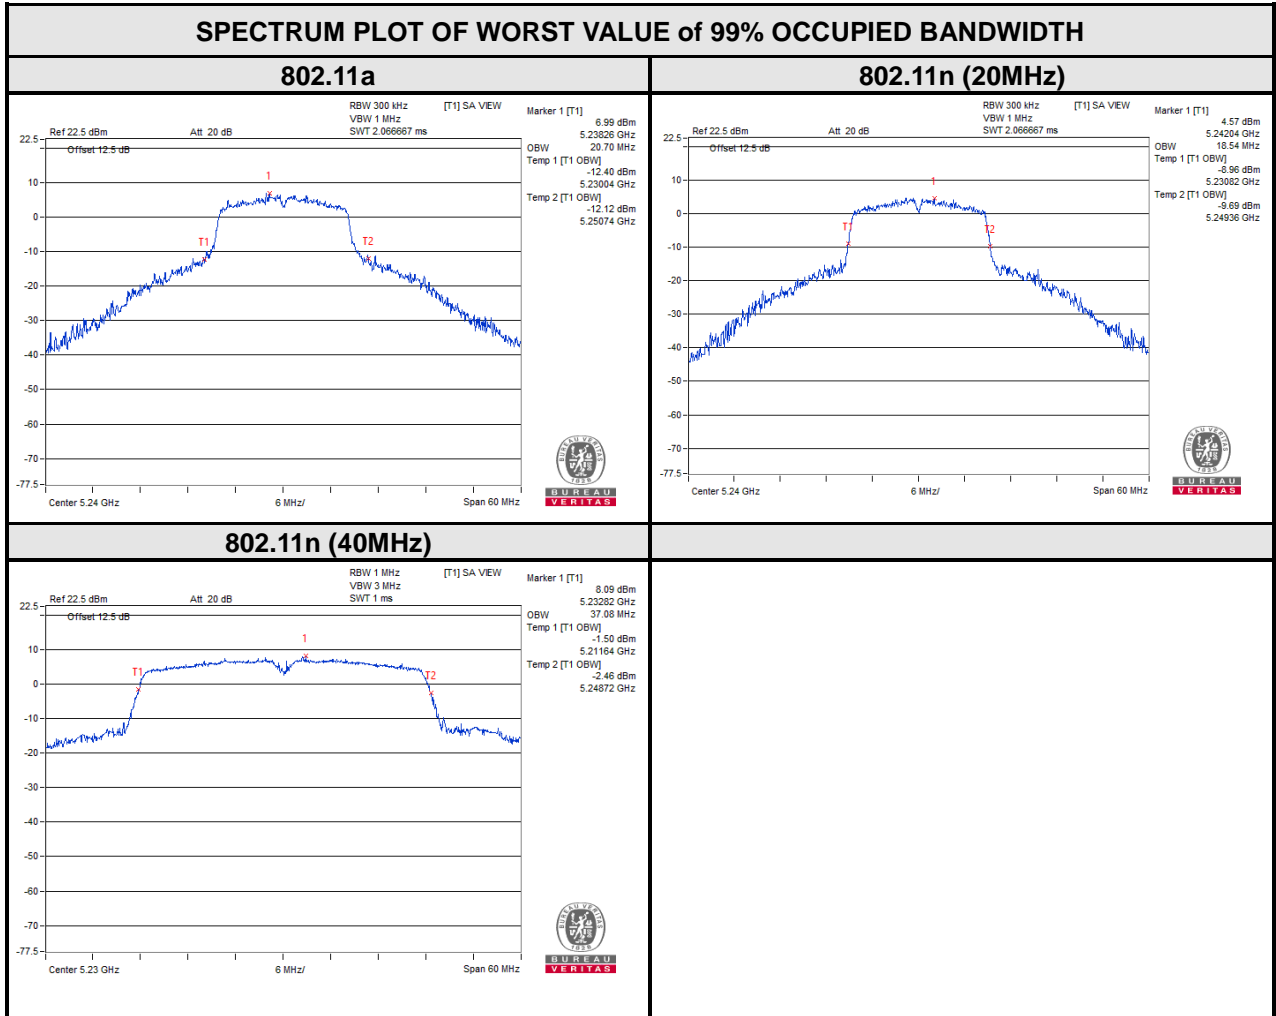 SPECTRUM PLOT OF WORST VALUE of 99% OCCUPIED BANDWIDTH
802.11a
802.11n (20MHz)
RBW 300 kHz [T1] SA VIEW
VBW 1 MHz
Ref 22.5 dBm Att 20 dB SWT 2.066667 ms
Offset 12.5 dB
22.5
10
0
-10
-20
-30
-40
-50
-60
-70
-77.5
1
T1
T2
Center 5.24 GHz 6 MHz/ Span 60 MHz
Marker 1 [T1]
6.99 dBm
5.23826 GHz
OBW 20.70 MHz
Temp 1 [T1 OBW]
-12.40 dBm
5.23004 GHz
Temp 2 [T1 OBW]
-12.12 dBm
5.25074 GHz
BUREAU VERITAS
1828
BUREAU
VERITAS
RBW 300 kHz [T1] SA VIEW
VBW 1 MHz
Ref 22.5 dBm Att 20 dB SWT 2.066667 ms
Offset 12.5 dB
22.5
10
0
-10
-20
-30
-40
-50
-60
-70
-77.5
1
T1
T2
Center 5.24 GHz 6 MHz/ Span 60 MHz
Marker 1 [T1]
4.57 dBm
5.24204 GHz
OBW 18.54 MHz
Temp 1 [T1 OBW]
-8.96 dBm
5.23082 GHz
Temp 2 [T1 OBW]
-9.69 dBm
5.24936 GHz
BUREAU VERITAS
1828
BUREAU
VERITAS
802.11n (40MHz)
RBW 1 MHz [T1] SA VIEW
VBW 3 MHz
Ref 22.5 dBm Att 20 dB SWT 1 ms
Offset 12.5 dB
22.5
10
0
-10
-20
-30
-40
-50
-60
-70
-77.5
1
T1
T2
Center 5.23 GHz 6 MHz/ Span 60 MHz
Marker 1 [T1]
8.09 dBm
5.23282 GHz
OBW 37.08 MHz
Temp 1 [T1 OBW]
-1.50 dBm
5.21164 GHz
Temp 2 [T1 OBW]
-2.46 dBm
5.24872 GHz
BUREAU VERITAS
1828
BUREAU
VERITAS